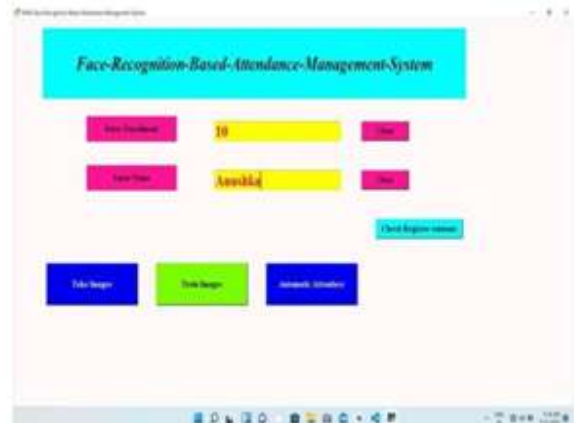 Face-Recognition-Based-Attendance-Management-System
Enter Enrollment
10
Clear
Enter Name
Anushka
Clear
Check Register students
Take Images
Train Images
Automatic Attendace